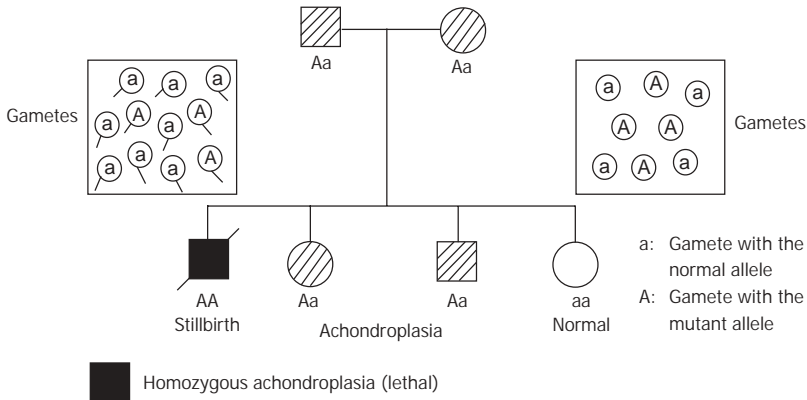 Aa
Aa
Gametes
a
a
a
a
A
a
A
a
a
a
A
a
A
a
A
A
a
A
a
Gametes
AA
Stillbirth
Aa
Aa
Achondroplasia
aa
Normal
a: Gamete with the
normal allele
A: Gamete with the
mutant allele
Homozygous achondroplasia (lethal)